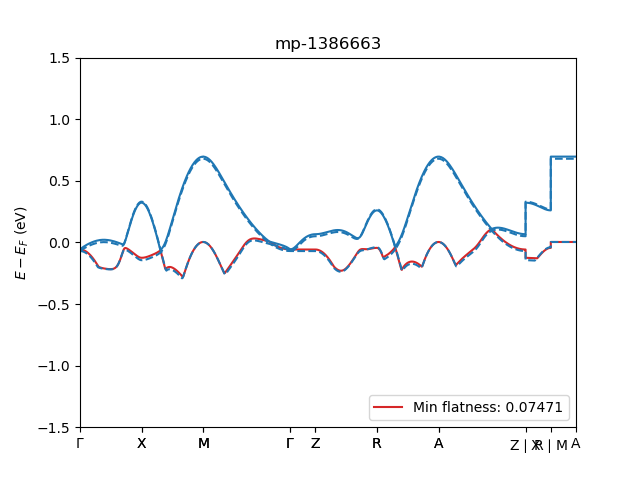 mp-1386663
1.5
1.0
0.5
0.0
−0.5
−1.0
−1.5
E − E_F (eV)
Min flatness: 0.07471
Γ X M Γ Z R A Z | X R | M A